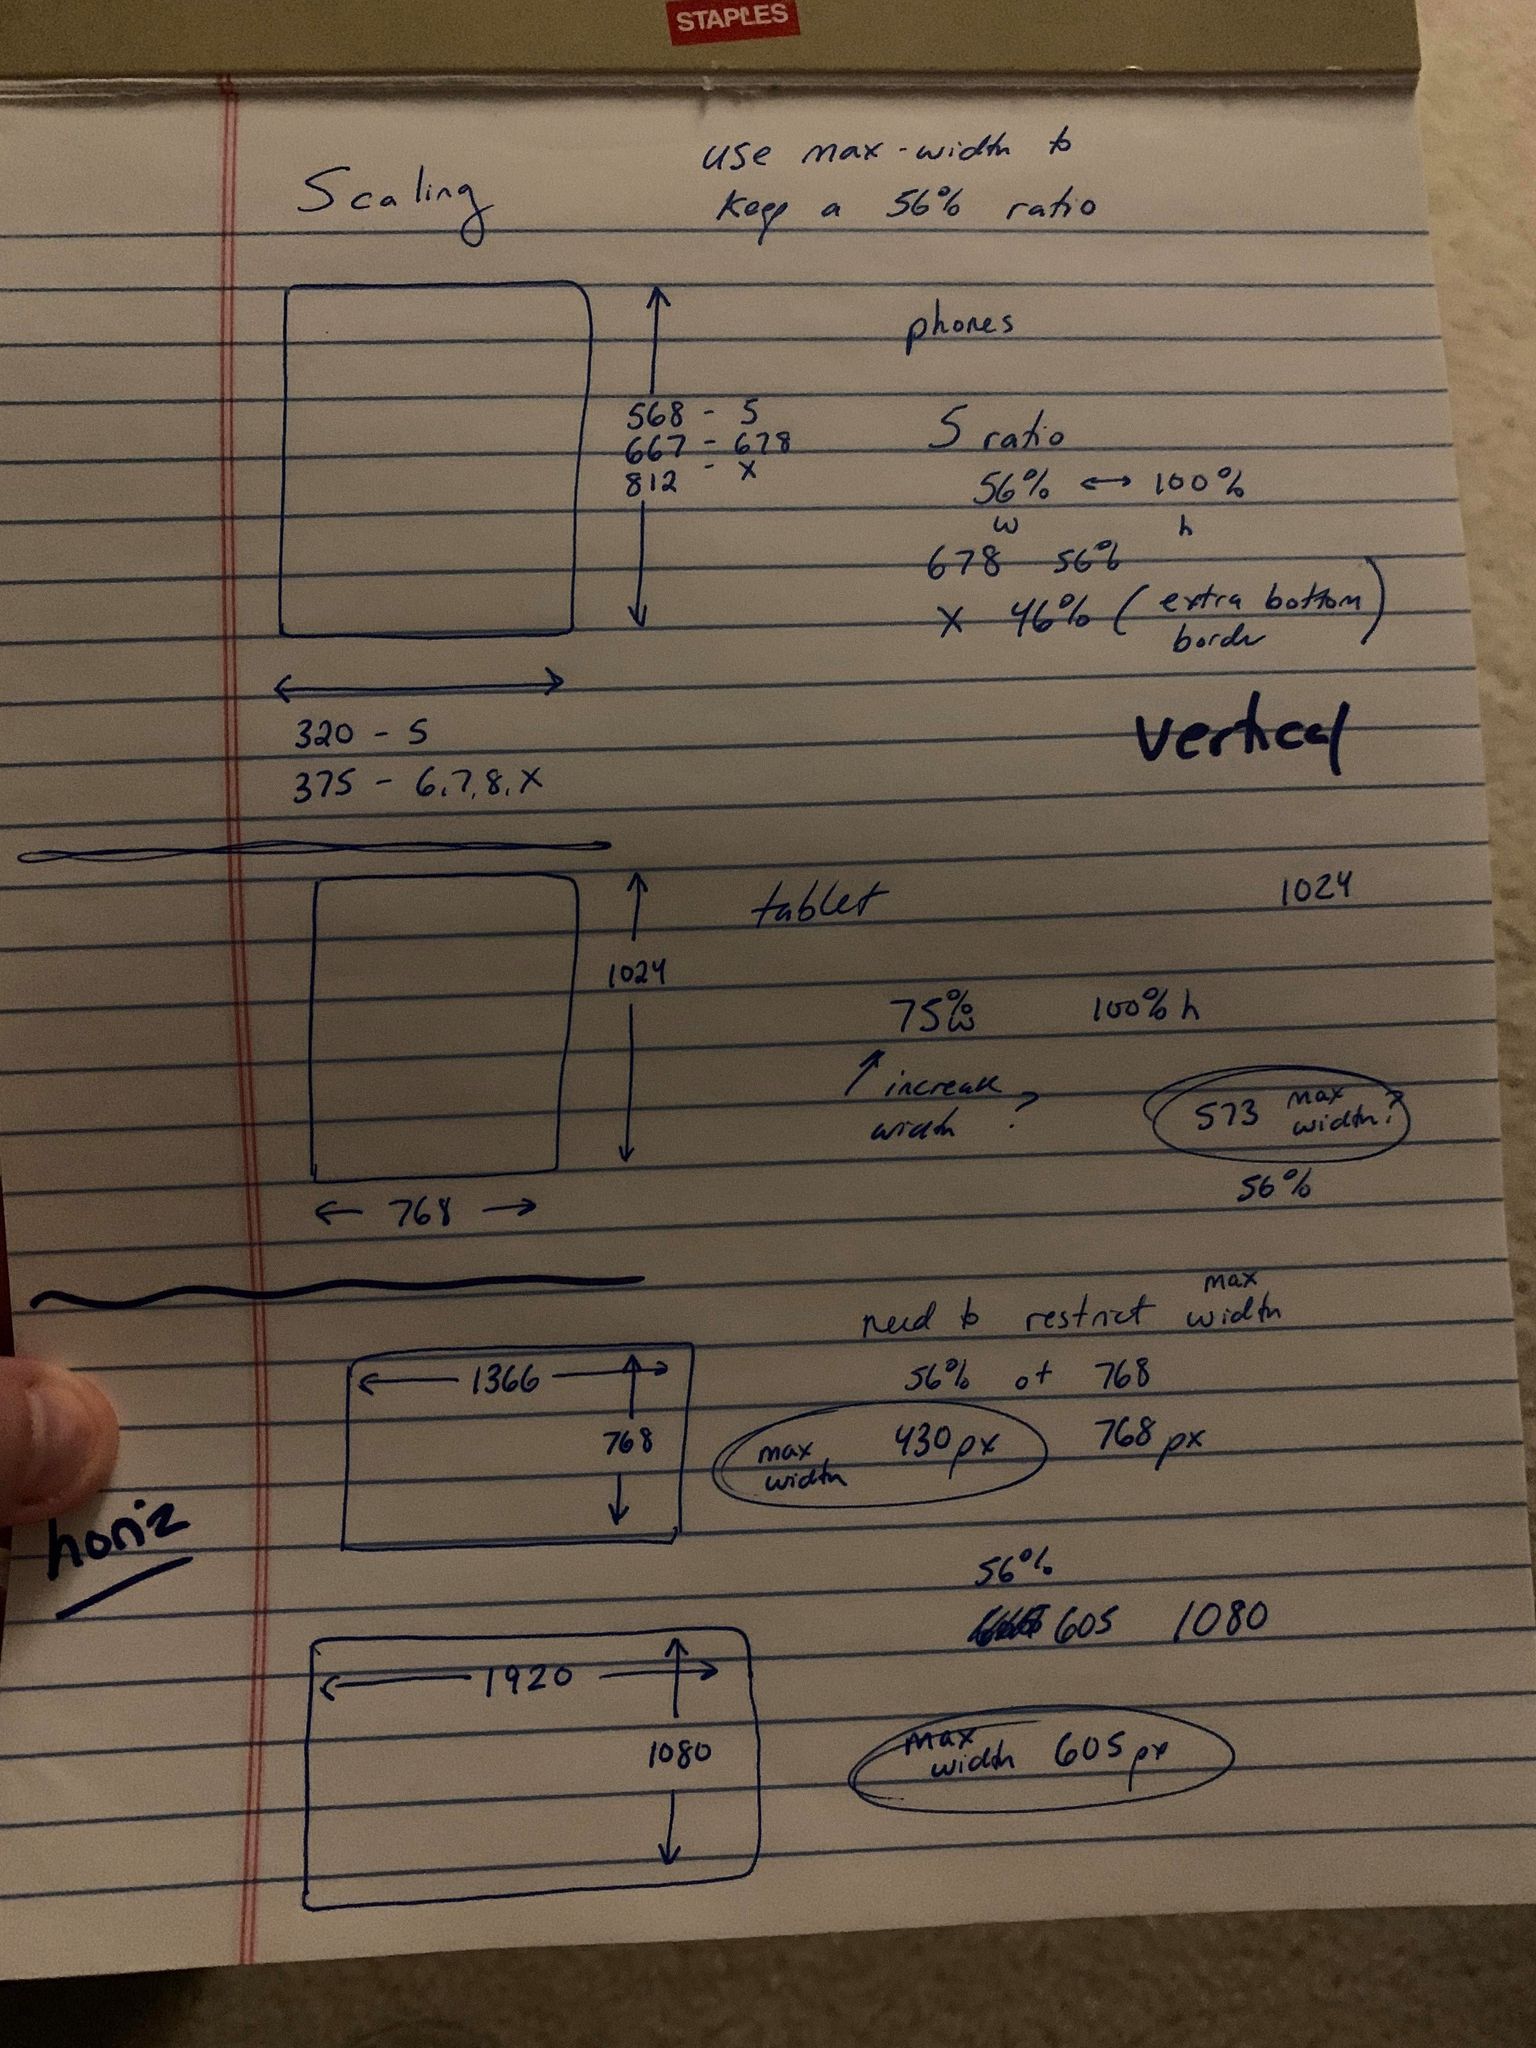 STAPLES
Scaling
use max-width to
keep a 56% ratio
phones
568 - 5
667 - 678
812 - X
5 ratio
56% ↔ 100%
w h
678 56%
X 46% (extra bottom
border)
320 - 5
375 - 6,7,8,X
vertical
tablet
1024
1024
75% w 100% h
↑ increase
width ?
573 max
width?
56%
← 768 →
need to restrict max
width
56% of 768
max
width 430px 768px
← 1366 →
768
horiz
56%
605 1080
← 1920 →
1080
max
width 605px